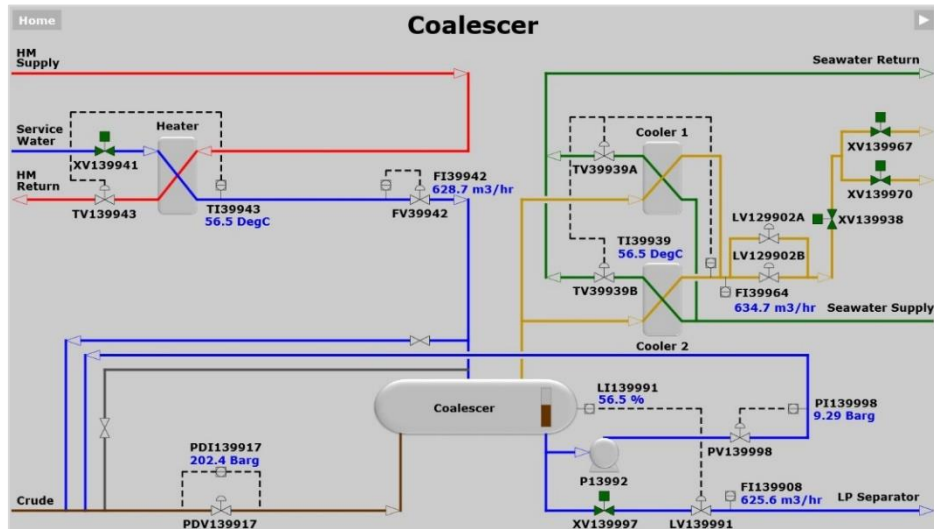 Home
Coalescer
HM
Supply
Seawater Return
Service
Water
Heater
Cooler 1
XV139941
XV139967
TV39939A
HM
Return
FI39942
628.7 m3/hr
XV139970
TV139943
TI39943
56.5 DegC
FV39942
LV129902A
XV139938
TI39939
56.5 DegC
LV129902B
TV39939B
FI39964
634.7 m3/hr
Seawater Supply
Cooler 2
Coalescer
LI139991
56.5 %
PI139998
9.29 Barg
PDI139917
202.4 Barg
PV139998
P13992
FI139908
625.6 m3/hr
Crude
LP Separator
PDV139917
XV139997
LV139991